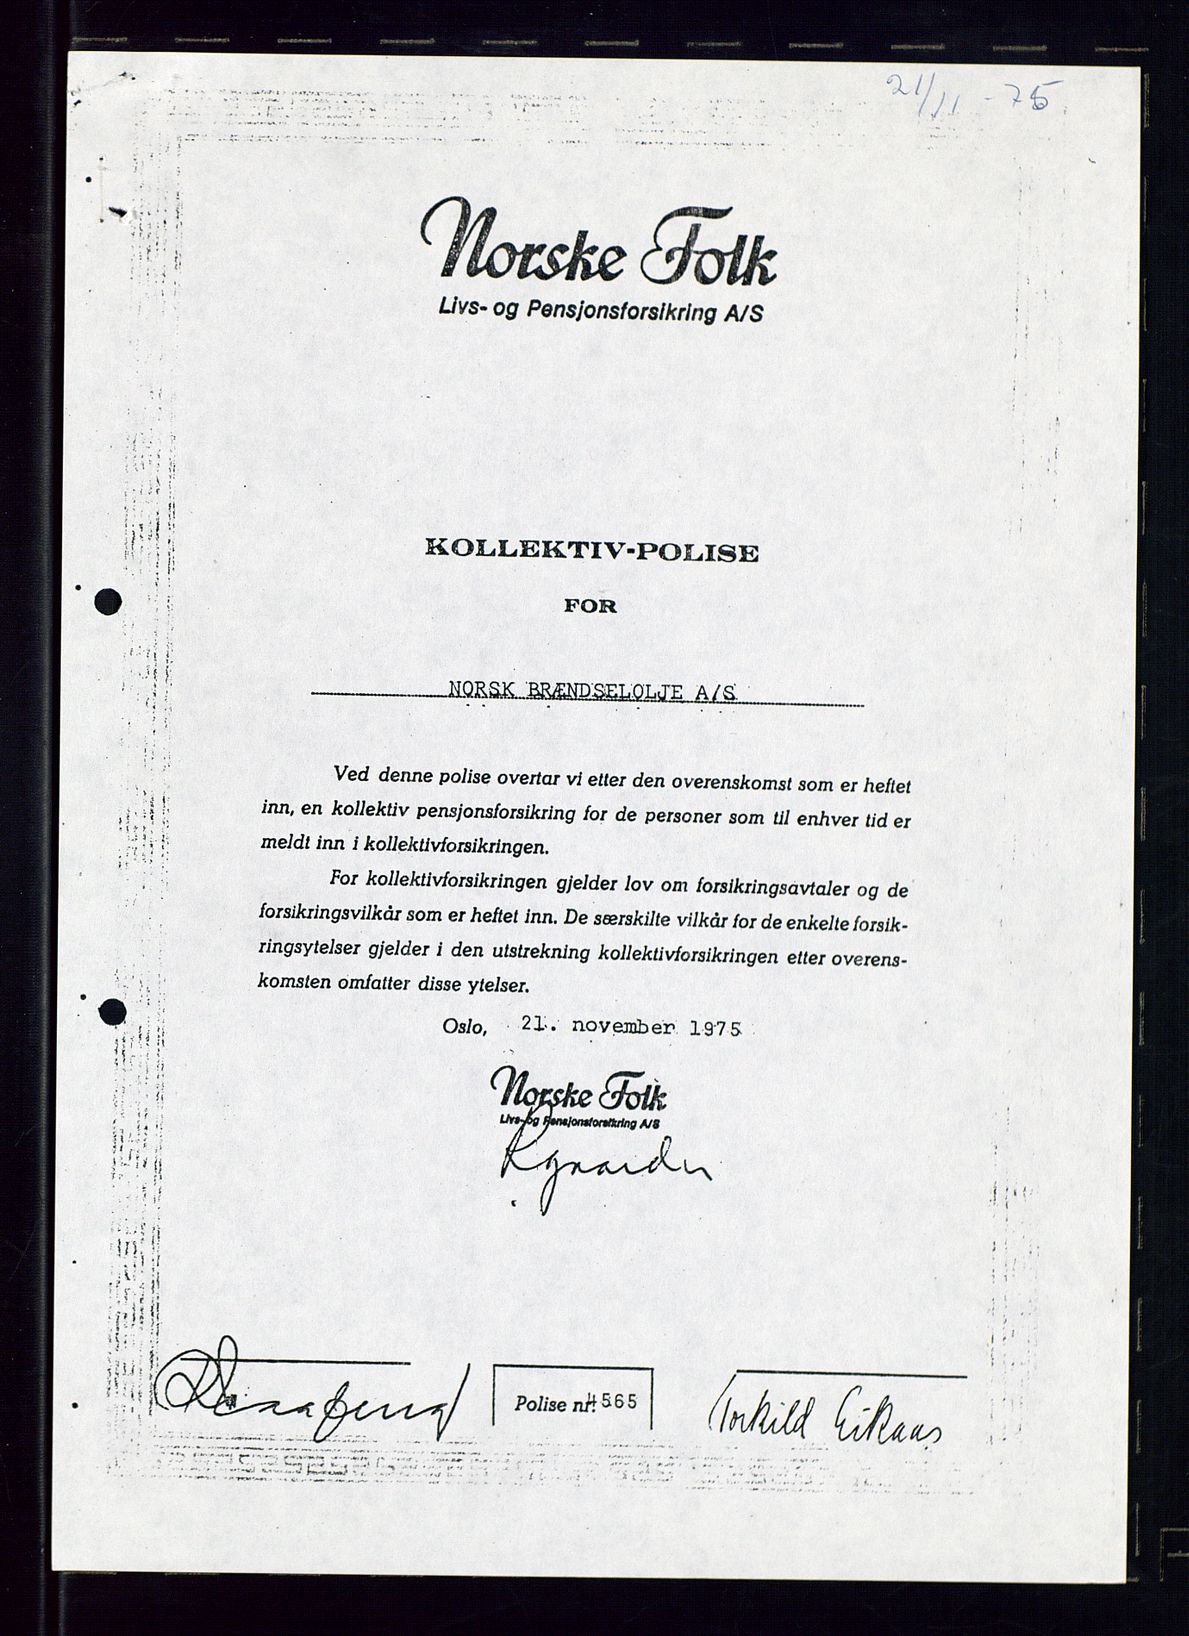 21/11 - 75
Norske Folk
Livs- og Pensjonsforsikring A/S
KOLLEKTIV-POLISE
FOR
NORSK BRÆNDSELOLJE A/S
Ved denne polise overtar vi etter den overenskomst som er heftet
inn, en kollektiv pensjonsforsikring for de personer som til enhver tid er
meldt inn i kollektivforsikringen.
For kollektivforsikringen gjelder lov om forsikringsavtaler og de
forsikringsvilkår som er heftet inn. De særskilte vilkår for de enkelte forsik-
ringsytelser gjelder i den utstrekning kollektivforsikringen etter overens-
komsten omfatter disse ytelser.
Oslo, 21. november 1975
Norske Folk
Livs- og Pensjonsforsikring A/S
Polise nr. 4565
Torkild Eikaas